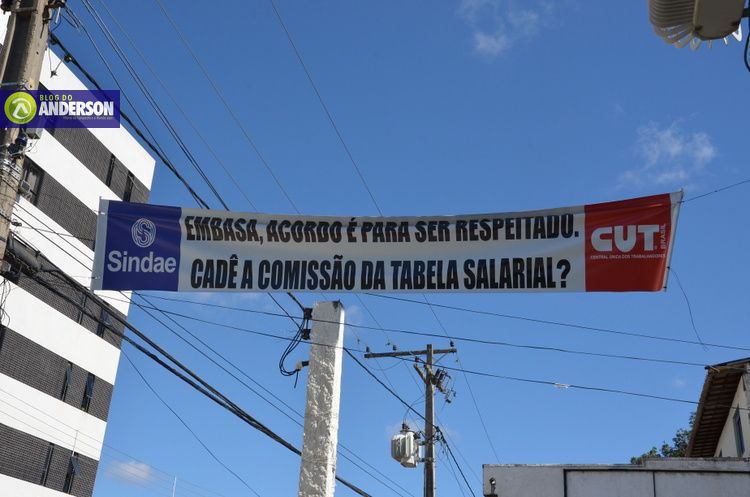 BLOG DO
ANDERSON
EMBASA, ACORDO É PARA SER RESPEITADO.
CADÊ A COMISSÃO DA TABELA SALARIAL?
Sindae
CUT BRASIL
CENTRAL ÚNICA DOS TRABALHADORES